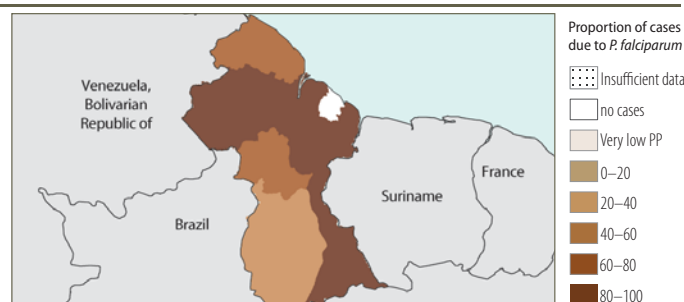 Proportion of cases
due to P. falciparum
Insufficient data
no cases
Very low PP
0–20
20–40
40–60
60–80
80–100
Venezuela,
Bolivarian
Republic of
Brazil
Suriname
France